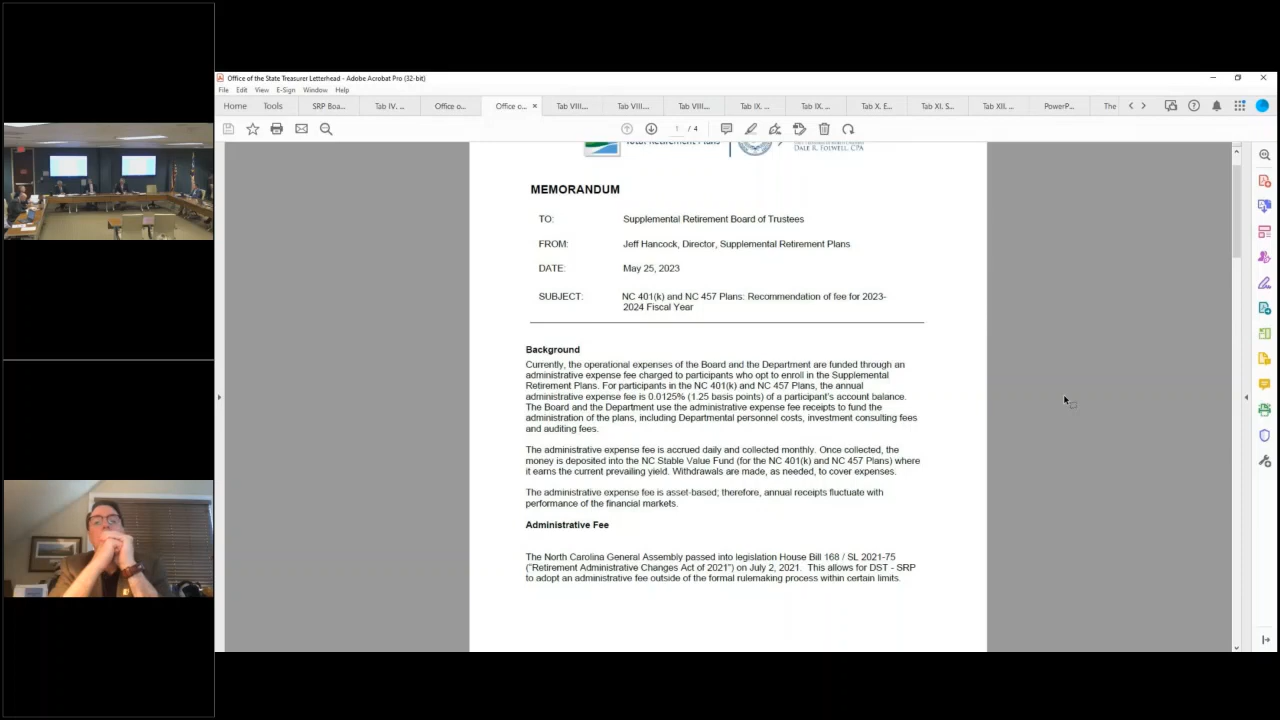 Office of the State Treasurer Letterhead - Adobe Acrobat Pro (32-bit)
File Edit View E-Sign Window Help
Home Tools SRP Boa... Tab IV. ... Office o... Office o... × Tab VIII.... Tab VIII.... Tab VIII.... Tab IX. ... Tab IX. ... Tab X. E... Tab XI. S... Tab XII. ... PowerP... The
1 / 4
Total Retirement Plans
DALE R. FOLWELL, CPA
MEMORANDUM
TO: Supplemental Retirement Board of Trustees
FROM: Jeff Hancock, Director, Supplemental Retirement Plans
DATE: May 25, 2023
SUBJECT: NC 401(k) and NC 457 Plans: Recommendation of fee for 2023-
2024 Fiscal Year
Background
Currently, the operational expenses of the Board and the Department are funded through an
administrative expense fee charged to participants who opt to enroll in the Supplemental
Retirement Plans. For participants in the NC 401(k) and NC 457 Plans, the annual
administrative expense fee is 0.0125% (1.25 basis points) of a participant's account balance.
The Board and the Department use the administrative expense fee receipts to fund the
administration of the plans, including Departmental personnel costs, investment consulting fees
and auditing fees.
The administrative expense fee is accrued daily and collected monthly. Once collected, the
money is deposited into the NC Stable Value Fund (for the NC 401(k) and NC 457 Plans) where
it earns the current prevailing yield. Withdrawals are made, as needed, to cover expenses.
The administrative expense fee is asset-based; therefore, annual receipts fluctuate with
performance of the financial markets.
Administrative Fee
The North Carolina General Assembly passed into legislation House Bill 168 / SL 2021-75
("Retirement Administrative Changes Act of 2021") on July 2, 2021. This allows for DST - SRP
to adopt an administrative fee outside of the formal rulemaking process within certain limits.